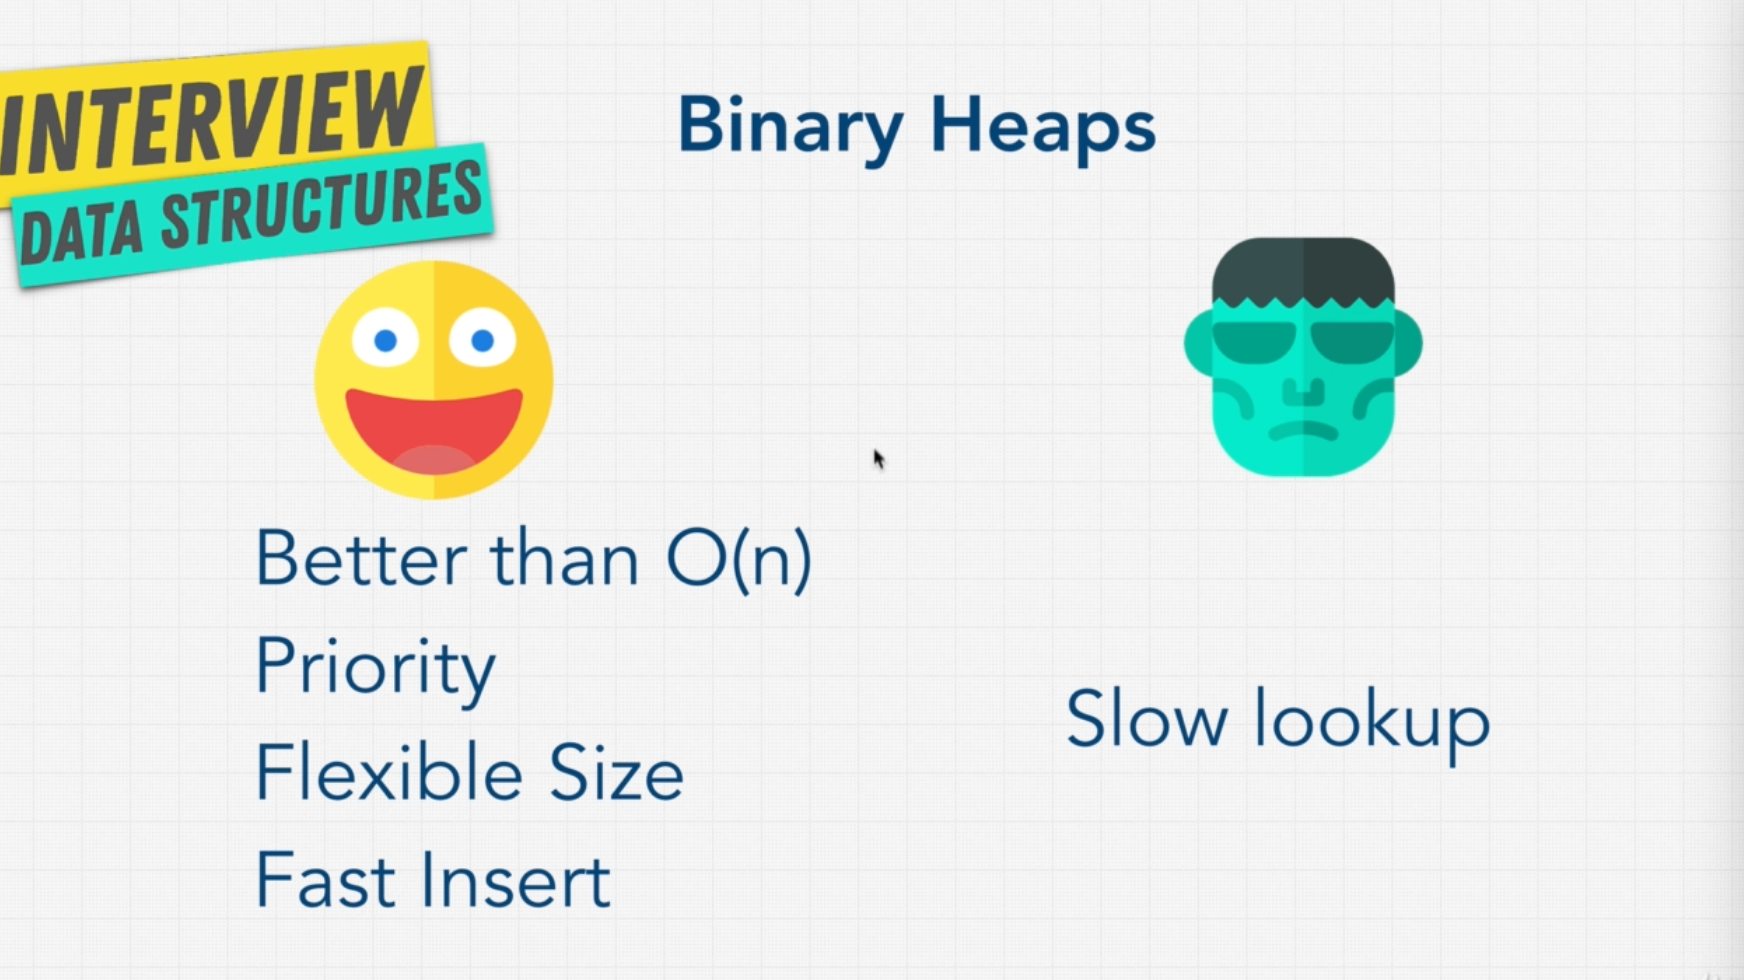 INTERVIEW
DATA STRUCTURES
Binary Heaps
Better than O(n)
Priority
Flexible Size
Fast Insert
Slow lookup